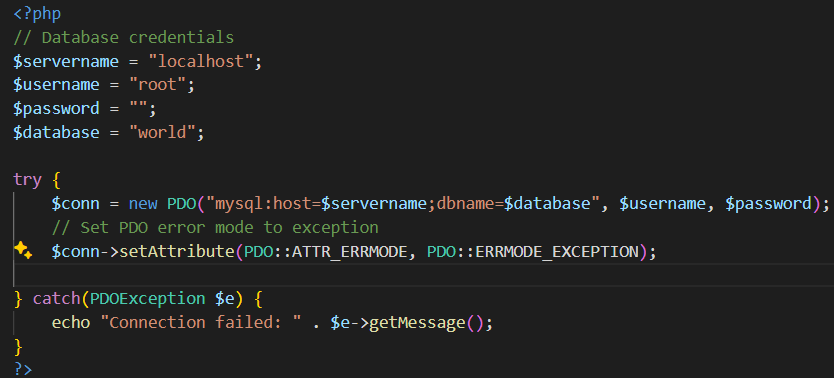 <?php
// Database credentials
$servername = "localhost";
$username = "root";
$password = "";
$database = "world";

try {
    $conn = new PDO("mysql:host=$servername;dbname=$database", $username, $password);
    // Set PDO error mode to exception
    $conn->setAttribute(PDO::ATTR_ERRMODE, PDO::ERRMODE_EXCEPTION);

} catch(PDOException $e) {
    echo "Connection failed: " . $e->getMessage();
}
?>